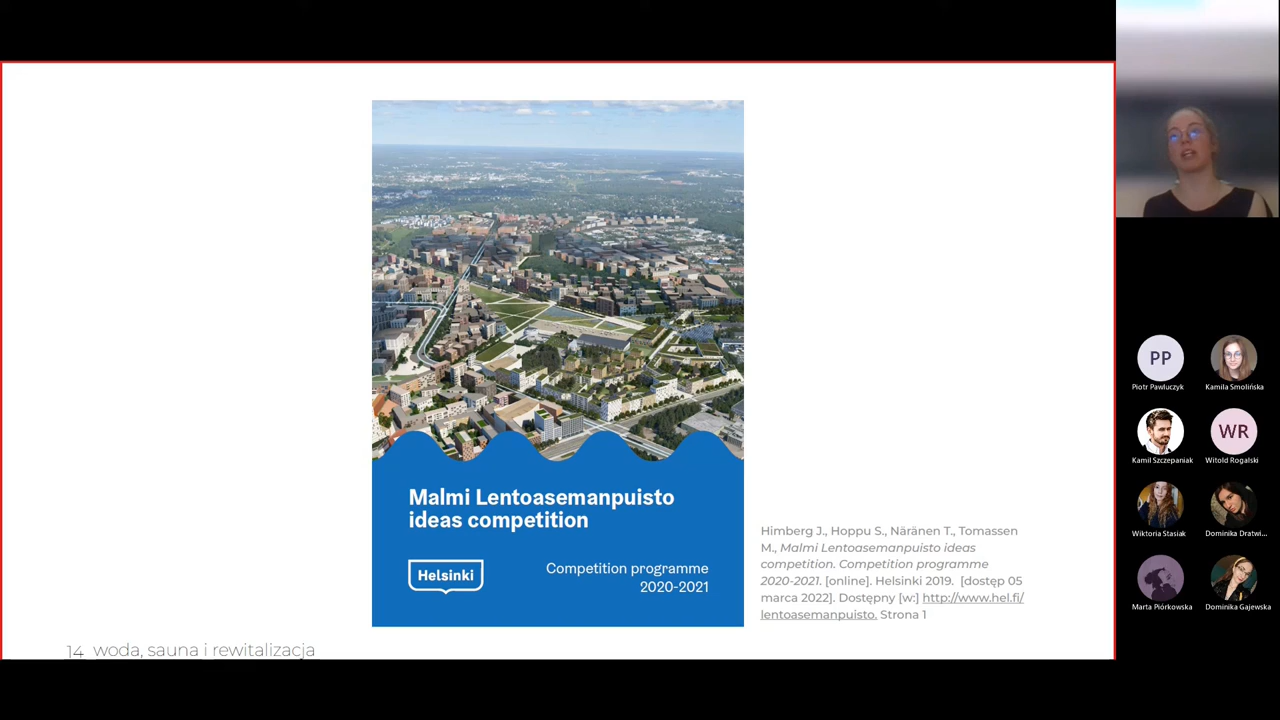 Malmi Lentoasemanpuisto
ideas competition
Helsinki
Competition programme
2020-2021
Himberg J., Hoppu S., Näränen T., Tomassen
M., Malmi Lentoasemanpuisto ideas
competition. Competition programme
2020-2021. [online]. Helsinki 2019. [dostęp 05
marca 2022]. Dostępny [w:] http://www.hel.fi/
lentoasemanpuisto. Strona 1
14 woda, sauna i rewitalizacja
PP
Piotr Pawluczyk
Kamila Smolińska
Kamil Szczepaniak
WR
Witold Rogalski
Wiktoria Stasiak
Dominika Dratwi...
Marta Piórkowska
Dominika Gajewska